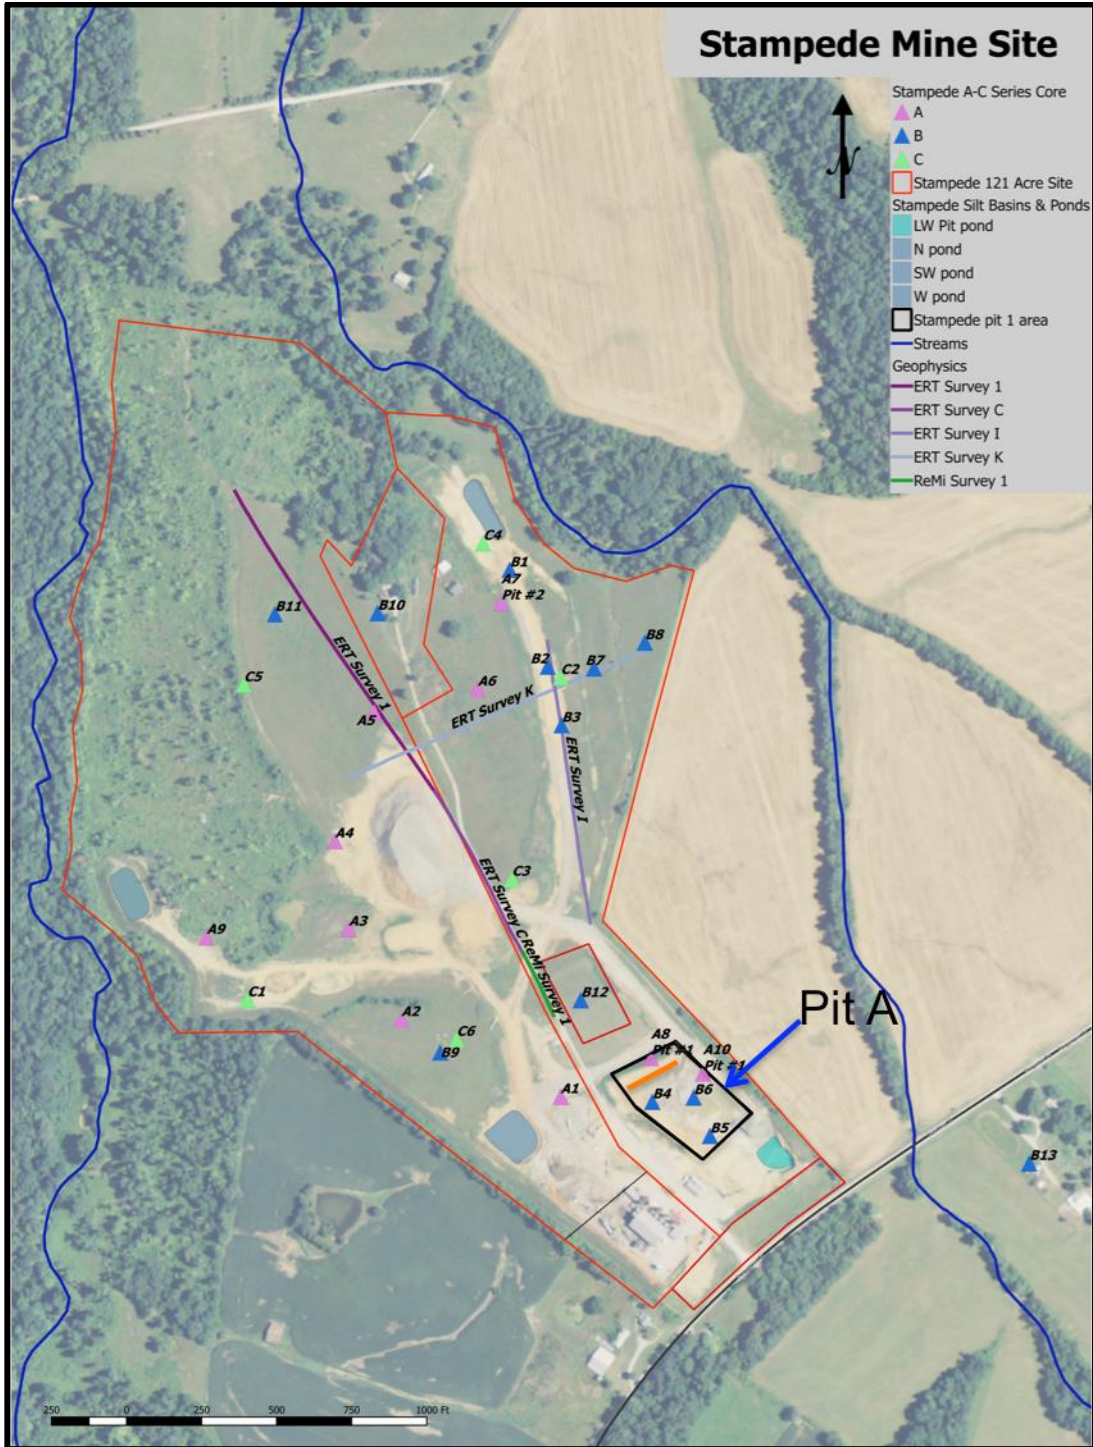 Stampede Mine Site
Stampede A-C Series Core
A
B
C
Stampede 121 Acre Site
Stampede Silt Basins & Ponds
LW Pit pond
N pond
SW pond
W pond
Stampede pit 1 area
Streams
Geophysics
ERT Survey 1
ERT Survey C
ERT Survey I
ERT Survey K
ReMi Survey 1
N
C4
B1
A7
Pit #2
B11
B10
B8
B2
B7
C2
C5
A6
ERT Survey 1
A5
ERT Survey K
B3
ERT Survey I
A4
C3
ERT Survey C
A9
A3
ReMi Survey 1
C1
B12
A2
Pit A
C6
B9
A8
Pit #1
A10
Pit #1
A1
B4
B6
B5
B13
250 0 250 500 750 1000 Ft